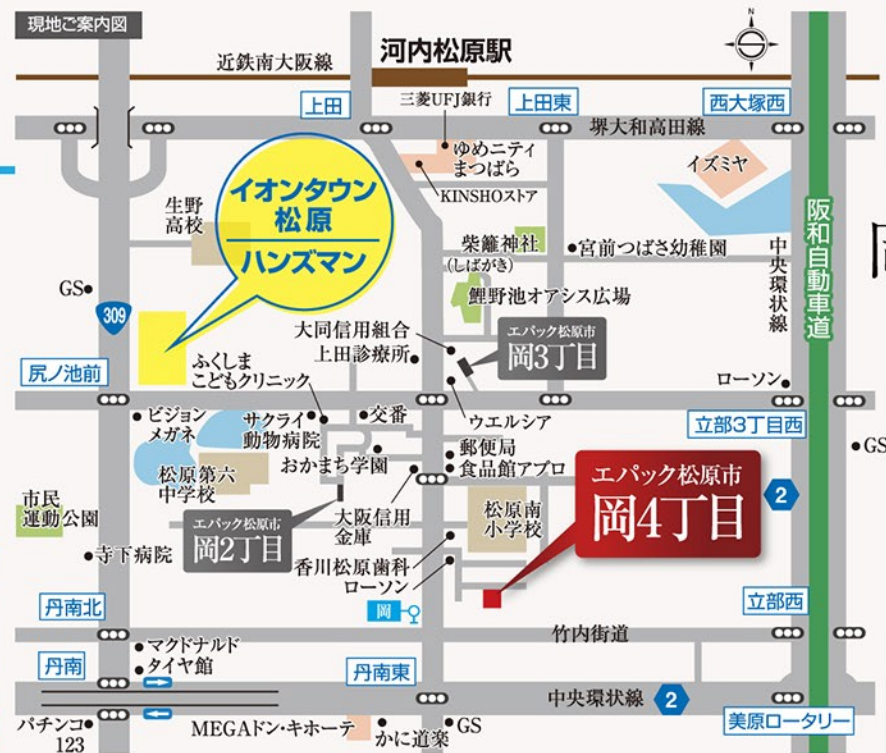 現地ご案内図
N
近鉄南大阪線
河内松原駅
上田
三菱UFJ銀行
上田東
西大塚西
堺大和高田線
ゆめニティ
まつばら
KINSHOストア
イズミヤ
イオンタウン
松原
ハンズマン
生野
高校
柴籬神社
(しばがき)
宮前つばさ幼稚園
中央環状線
阪和自動車道
岡
GS
309
鯉野池オアシス広場
大同信用組合
上田診療所
エバック松原市
岡3丁目
尻ノ池前
ふくしま
こどもクリニック
ローソン
ビジョン
メガネ
サクライ
動物病院
交番
ウエルシア
立部3丁目西
GS
おかまち学園
郵便局
食品館アプロ
松原第六
中学校
エバック松原市
岡4丁目
2
市民
運動公園
エバック松原市
岡2丁目
大阪信用
金庫
松原南
小学校
寺下病院
香川松原歯科
ローソン
岡
丹南北
立部西
竹内街道
マクドナルド
タイヤ館
丹南
丹南東
中央環状線
2
パチンコ
123
MEGAドン・キホーテ
かに道楽
GS
美原ロータリー